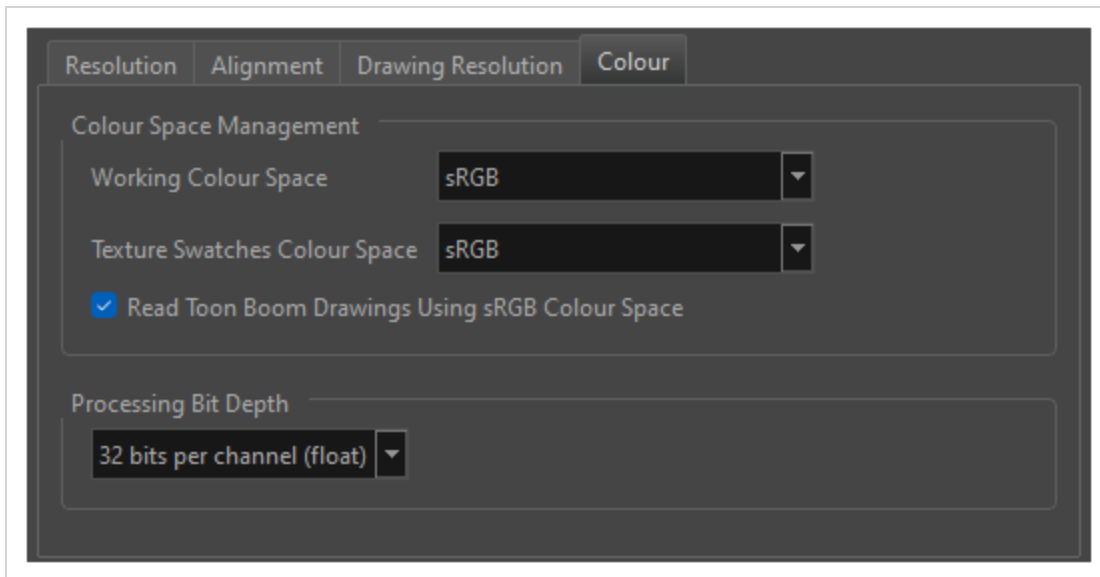 Resolution Alignment Drawing Resolution Colour
Colour Space Management
Working Colour Space sRGB
Texture Swatches Colour Space sRGB
Read Toon Boom Drawings Using sRGB Colour Space
Processing Bit Depth
32 bits per channel (float)